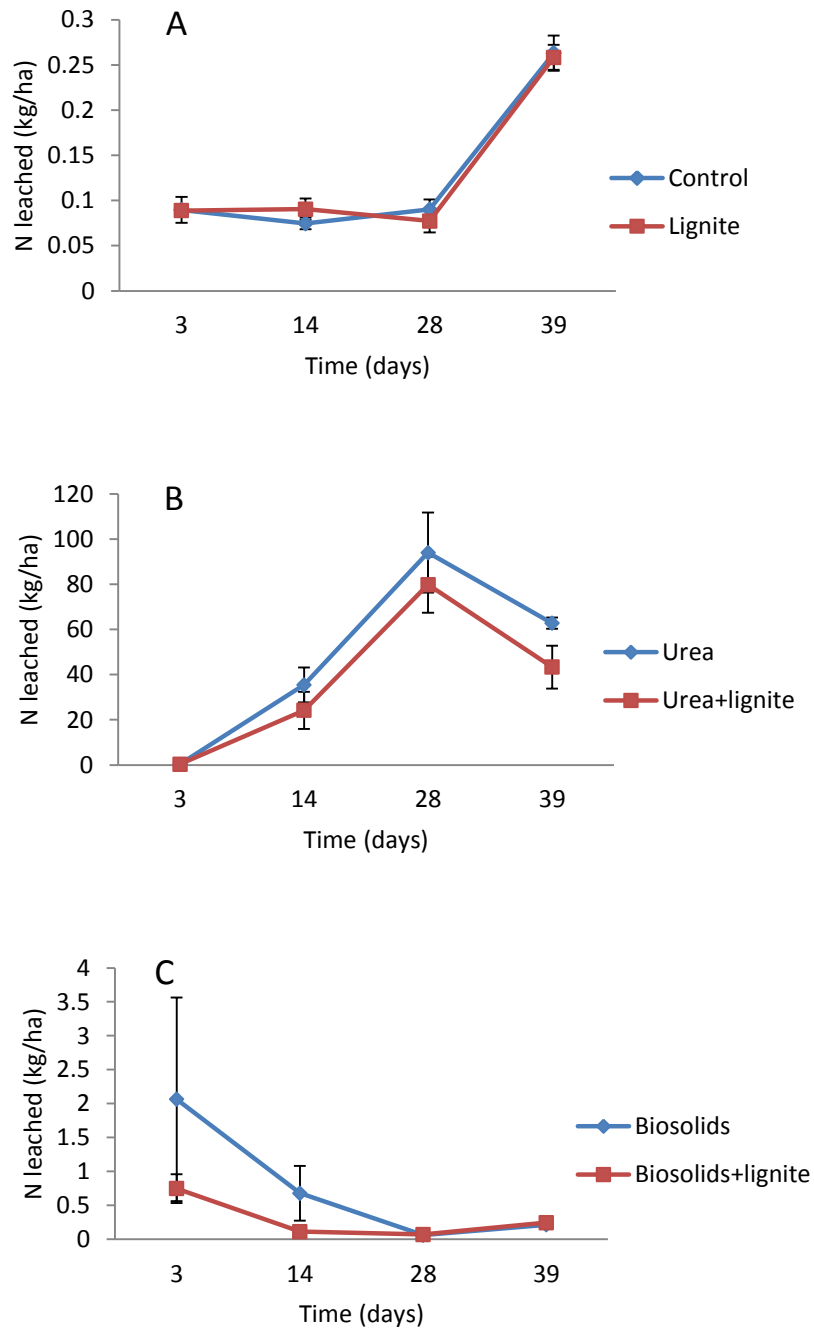 A
N leached (kg/ha)
0.3
0.25
0.2
0.15
0.1
0.05
0
3 14 28 39
Time (days)
Control
Lignite
B
N leached (kg/ha)
120
100
80
60
40
20
0
3 14 28 39
Time (days)
Urea
Urea+lignite
C
N leached (kg/ha)
4
3.5
3
2.5
2
1.5
1
0.5
0
3 14 28 39
Time (days)
Biosolids
Biosolids+lignite